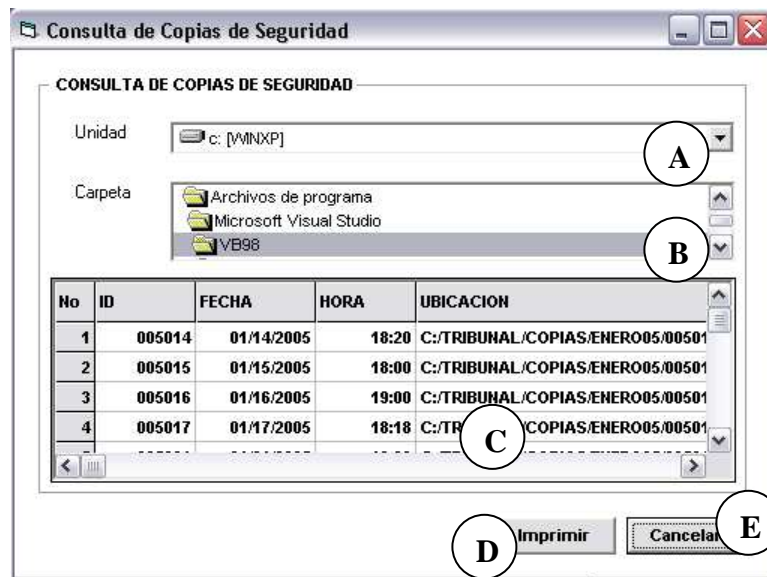 Consulta de Copias de Seguridad
CONSULTA DE COPIAS DE SEGURIDAD
Unidad
c: [WINXP]
A
Carpeta
Archivos de programa
Microsoft Visual Studio
VB98
B
No ID FECHA HORA UBICACION
1 005014 01/14/2005 18:20 C:/TRIBUNAL/COPIAS/ENERO05/00501
2 005015 01/15/2005 18:00 C:/TRIBUNAL/COPIAS/ENERO05/00501
3 005016 01/16/2005 19:00 C:/TRIBUNAL/COPIAS/ENERO05/00501
4 005017 01/17/2005 18:18 C:/TR COPIAS/ENERO05/00501
C
D
Imprimir
Cancelar
E